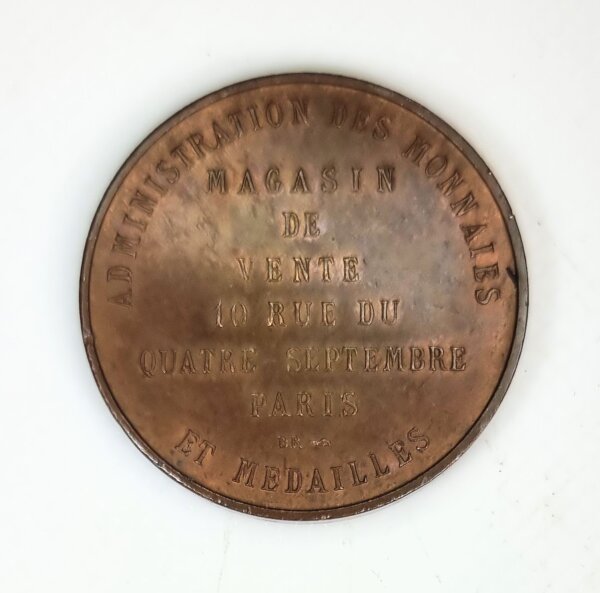 ADMINISTRATION DES MONNAIES
MAGASIN
DE
VENTE
10 RUE DU
QUATRE SEPTEMBRE
PARIS
ET MEDAILLES